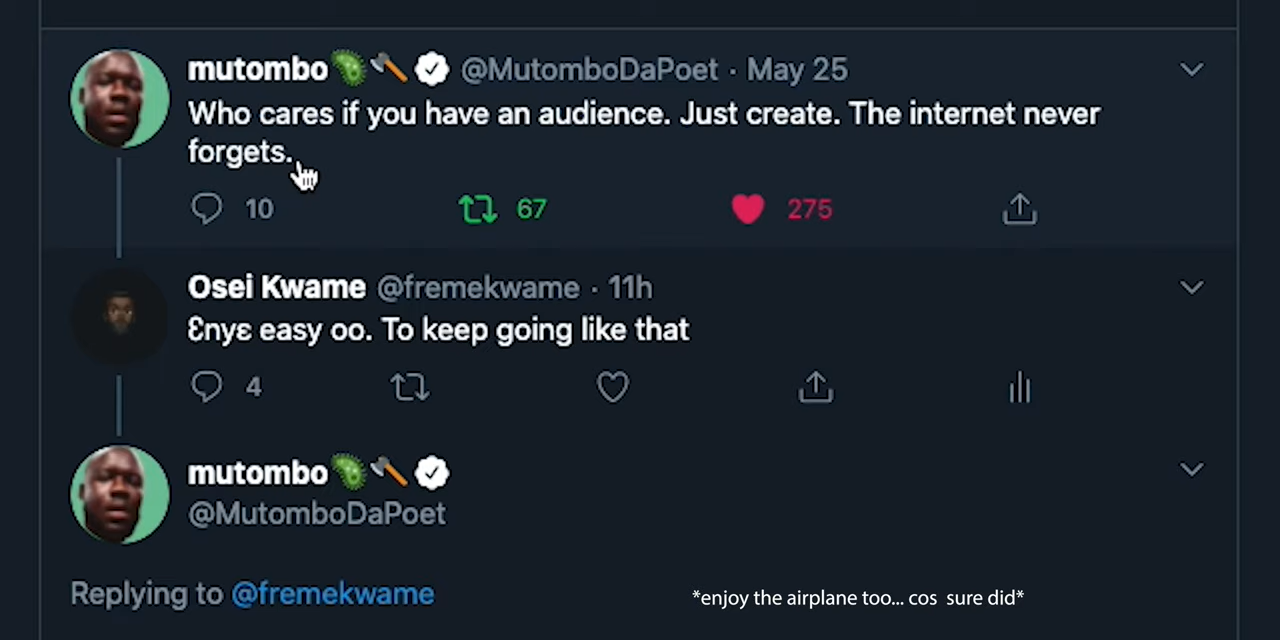 mutombo🦠🪓 @MutomboDaPoet · May 25
Who cares if you have an audience. Just create. The internet never
forgets.
10 67 275
Osei Kwame @fremekwame · 11h
Ɛnyɛ easy oo. To keep going like that
4
mutombo🦠🪓
@MutomboDaPoet
Replying to @fremekwame
*enjoy the airplane too... cos sure did*